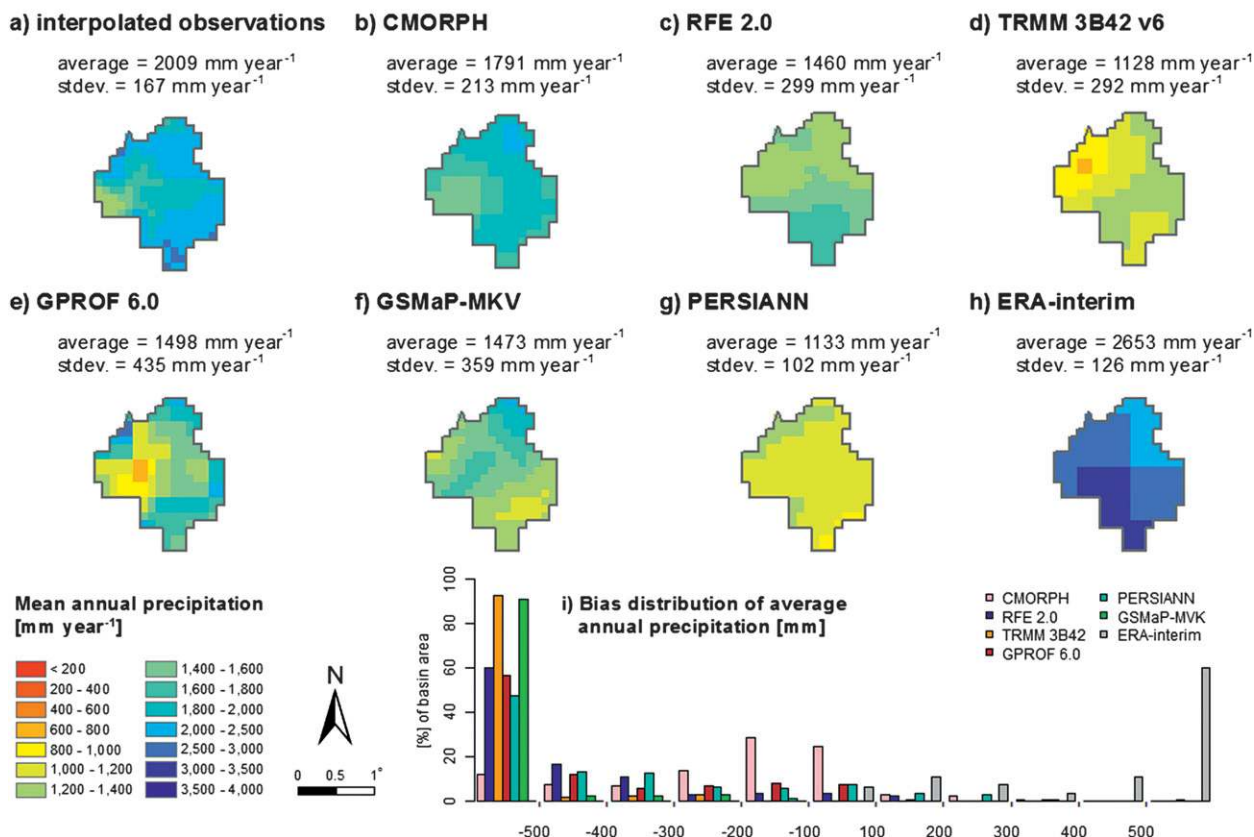 a) interpolated observations
average = 2009 mm year-1
stdev. = 167 mm year-1
b) CMORPH
average = 1791 mm year-1
stdev. = 213 mm year-1
c) RFE 2.0
average = 1460 mm year-1
stdev. = 299 mm year-1
d) TRMM 3B42 v6
average = 1128 mm year-1
stdev. = 292 mm year-1
e) GPROF 6.0
average = 1498 mm year-1
stdev. = 435 mm year-1
f) GSMaP-MKV
average = 1473 mm year-1
stdev. = 359 mm year-1
g) PERSIANN
average = 1133 mm year-1
stdev. = 102 mm year-1
h) ERA-interim
average = 2653 mm year-1
stdev. = 126 mm year-1
Mean annual precipitation
[mm year-1]
< 200
200 - 400
400 - 600
600 - 800
800 - 1,000
1,000 - 1,200
1,200 - 1,400
1,400 - 1,600
1,600 - 1,800
1,800 - 2,000
2,000 - 2,500
2,500 - 3,000
3,000 - 3,500
3,500 - 4,000
N
0 0.5 1°
i) Bias distribution of average
annual precipitation [mm]
CMORPH
RFE 2.0
TRMM 3B42
GPROF 6.0
PERSIANN
GSMaP-MVK
ERA-interim
[%] of basin area
100
80
60
40
20
0
-500 -400 -300 -200 -100 100 200 300 400 500